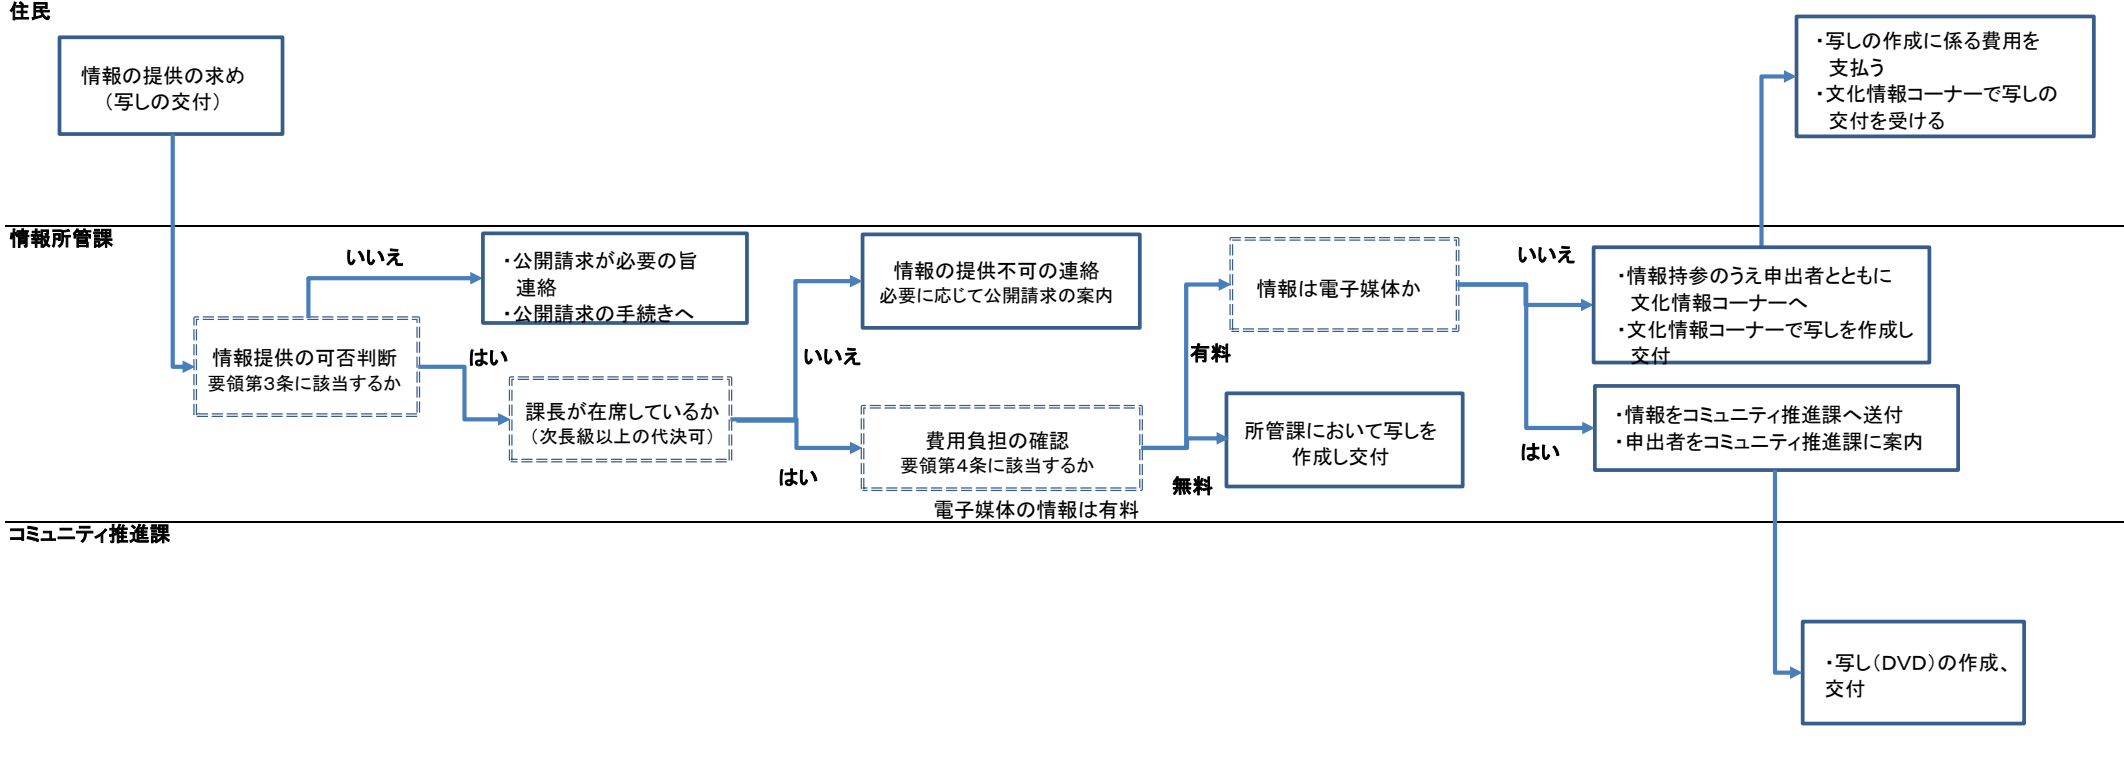 住民
情報の提供の求め
（写しの交付）
・写しの作成に係る費用を
支払う
・文化情報コーナーで写しの
交付を受ける
情報所管課
いいえ
・公開請求が必要の旨
連絡
・公開請求の手続きへ
情報提供の可否判断
要領第3条に該当するか
はい
課長が在席しているか
（次長級以上の代決可）
いいえ
情報の提供不可の連絡
必要に応じて公開請求の案内
はい
費用負担の確認
要領第4条に該当するか
電子媒体の情報は有料
有料
情報は電子媒体か
無料
所管課において写しを
作成し交付
いいえ
・情報持参のうえ申出者とともに
文化情報コーナーへ
・文化情報コーナーで写しを作成し
交付
はい
・情報をコミュニティ推進課へ送付
・申出者をコミュニティ推進課に案内
コミュニティ推進課
・写し（DVD）の作成、
交付